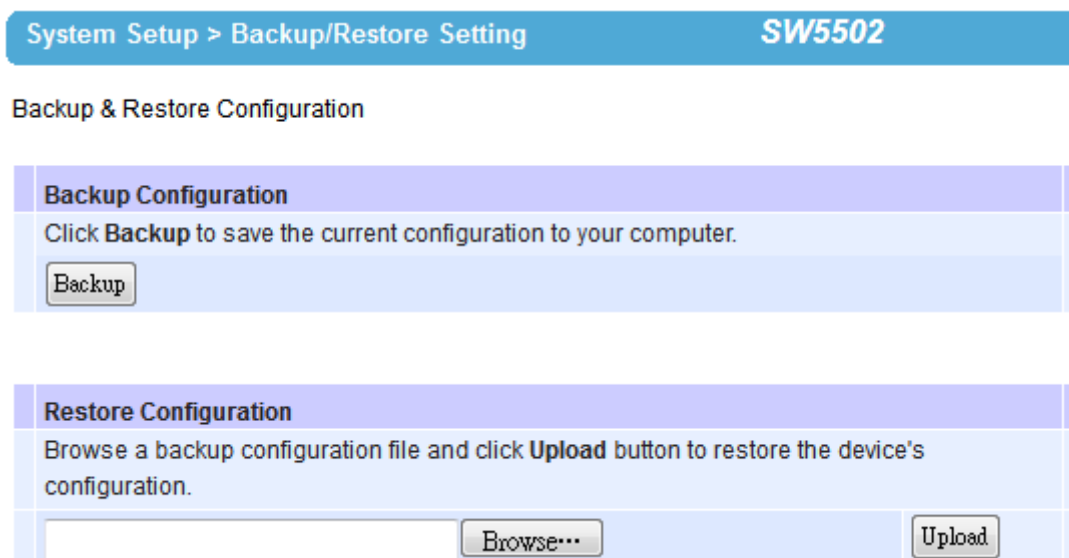 System Setup > Backup/Restore Setting SW5502
Backup & Restore Configuration
Backup Configuration
Click Backup to save the current configuration to your computer.
Backup
Restore Configuration
Browse a backup configuration file and click Upload button to restore the device's
configuration.
Browse... Upload